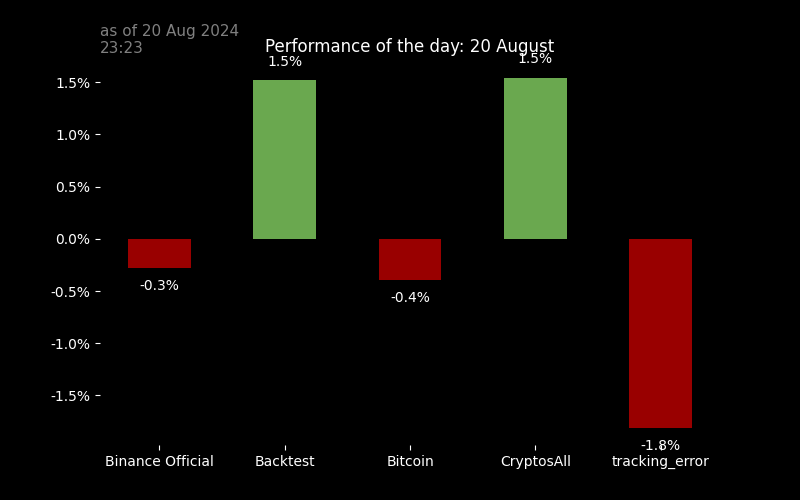 as of 20 Aug 2024
23:23
Performance of the day: 20 August
1.5%
1.5%
1.5%
1.0%
0.5%
0.0%
-0.5%
-1.0%
-1.5%
-0.3%
-0.4%
-1.8%
Binance Official
Backtest
Bitcoin
CryptosAll
tracking_error